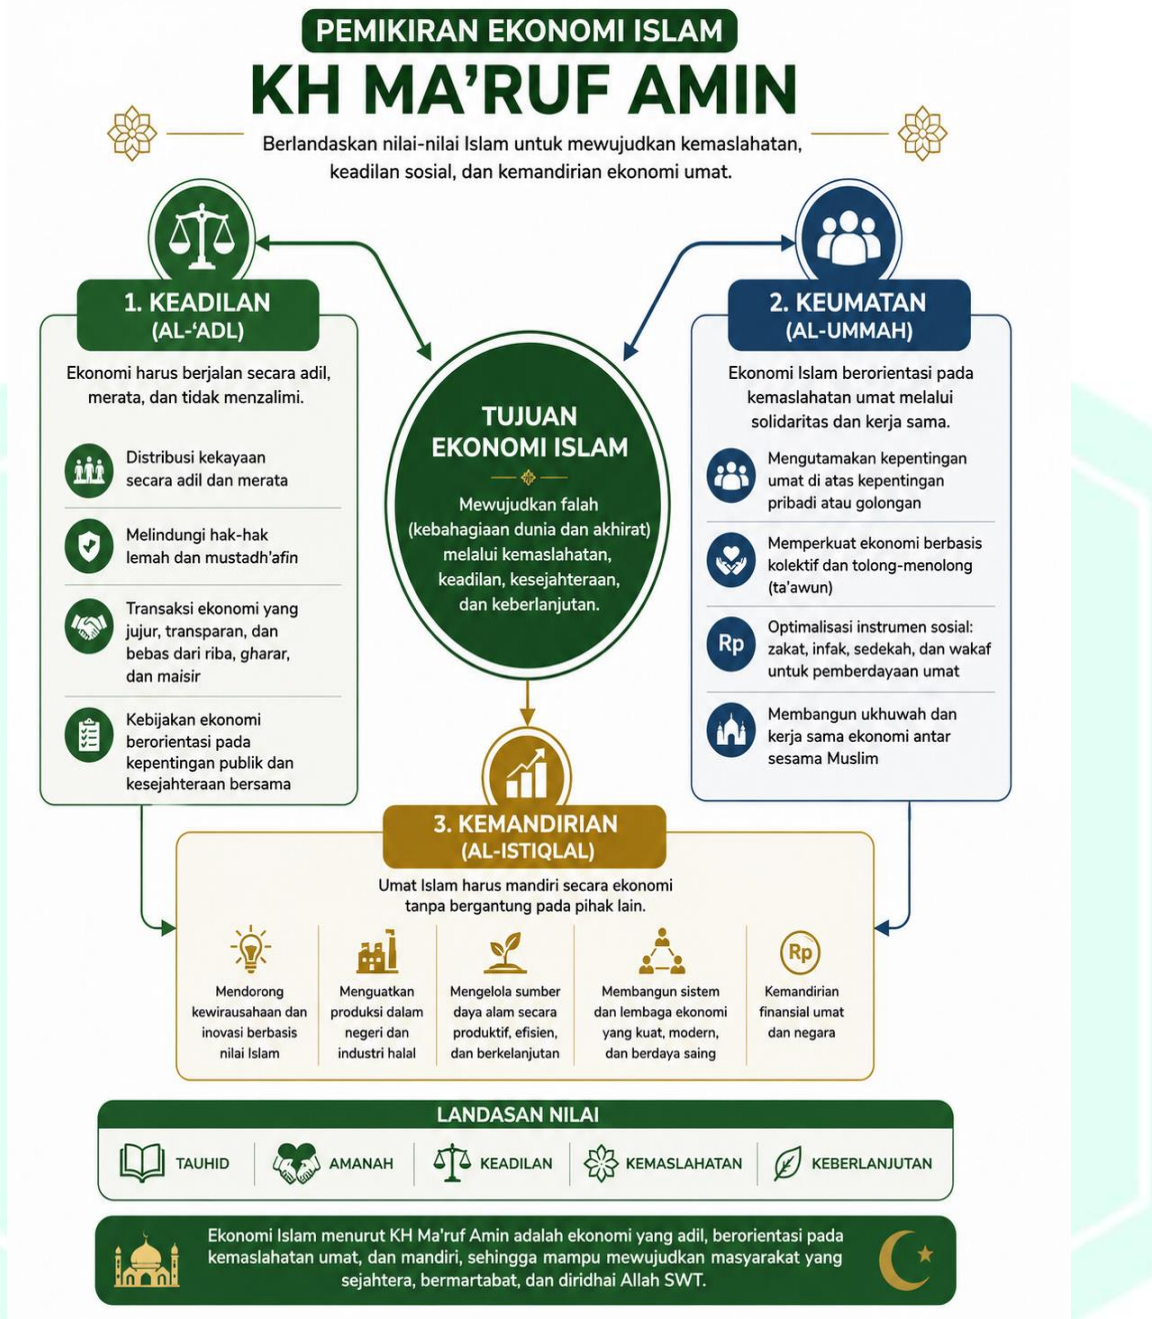 PEMIKIRAN EKONOMI ISLAM
KH MA'RUF AMIN
Berlandaskan nilai-nilai Islam untuk mewujudkan kemaslahatan,
keadilan sosial, dan kemandirian ekonomi umat.
1. KEADILAN
(AL-‘ADL)
Ekonomi harus berjalan secara adil,
merata, dan tidak menzalimi.
Distribusi kekayaan
secara adil dan merata
Melindungi hak-hak
lemah dan mustadh'afin
Transaksi ekonomi yang
jujur, transparan, dan
bebas dari riba, gharar,
dan maisir
Kebijakan ekonomi
berorientasi pada
kepentingan publik dan
kesejahteraan bersama
TUJUAN
EKONOMI ISLAM
Mewujudkan falah
(kebahagiaan dunia dan akhirat)
melalui kemaslahatan,
keadilan, kesejahteraan,
dan keberlanjutan.
2. KEUMATAN
(AL-UMMAH)
Ekonomi Islam berorientasi pada
kemaslahatan umat melalui
solidaritas dan kerja sama.
Mengutamakan kepentingan
umat di atas kepentingan
pribadi atau golongan
Memperkuat ekonomi berbasis
kolektif dan tolong-menolong
(ta'awun)
Rp
Optimalisasi instrumen sosial:
zakat, infak, sedekah, dan wakaf
untuk pemberdayaan umat
Membangun ukhuwah dan
kerja sama ekonomi antar
sesama Muslim
3. KEMANDIRIAN
(AL-ISTIQLAL)
Umat Islam harus mandiri secara ekonomi
tanpa bergantung pada pihak lain.
Mendorong
kewirausahaan dan
inovasi berbasis
nilai Islam
Menguatkan
produksi dalam
negeri dan
industri halal
Mengelola sumber
daya alam secara
produktif, efisien,
dan berkelanjutan
Membangun sistem
dan lembaga ekonomi
yang kuat, modern,
dan berdaya saing
Rp
Kemandirian
finansial umat
dan negara
LANDASAN NILAI
TAUHID
AMANAH
KEADILAN
KEMASLAHATAN
KEBERLANJUTAN
Ekonomi Islam menurut KH Ma'ruf Amin adalah ekonomi yang adil, berorientasi pada
kemaslahatan umat, dan mandiri, sehingga mampu mewujudkan masyarakat yang
sejahtera, bermartabat, dan diridhai Allah SWT.